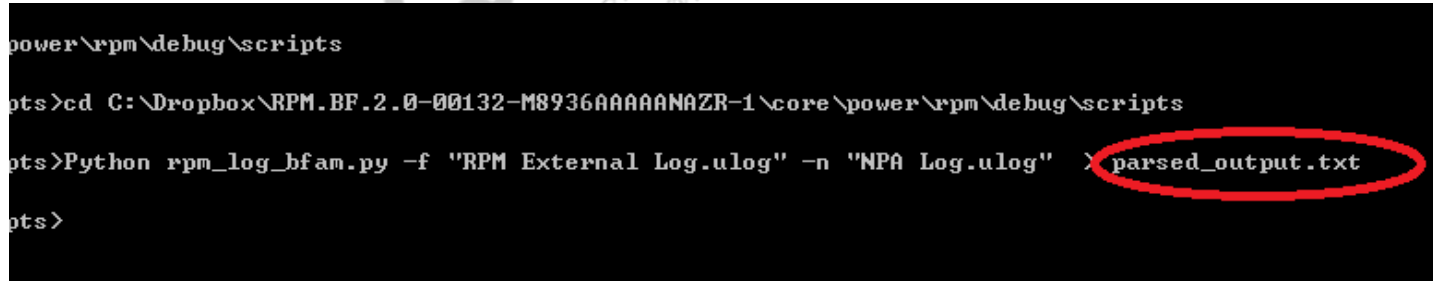 power\rpm\debug\scripts
pts>cd C:\Dropbox\RPM.BF.2.0-00132-M8936AAAAANAZR-1\core\power\rpm\debug\scripts
pts>Python rpm_log_bfam.py -f "RPM External Log.ulog" -n "NPA Log.ulog"  > parsed_output.txt
pts>